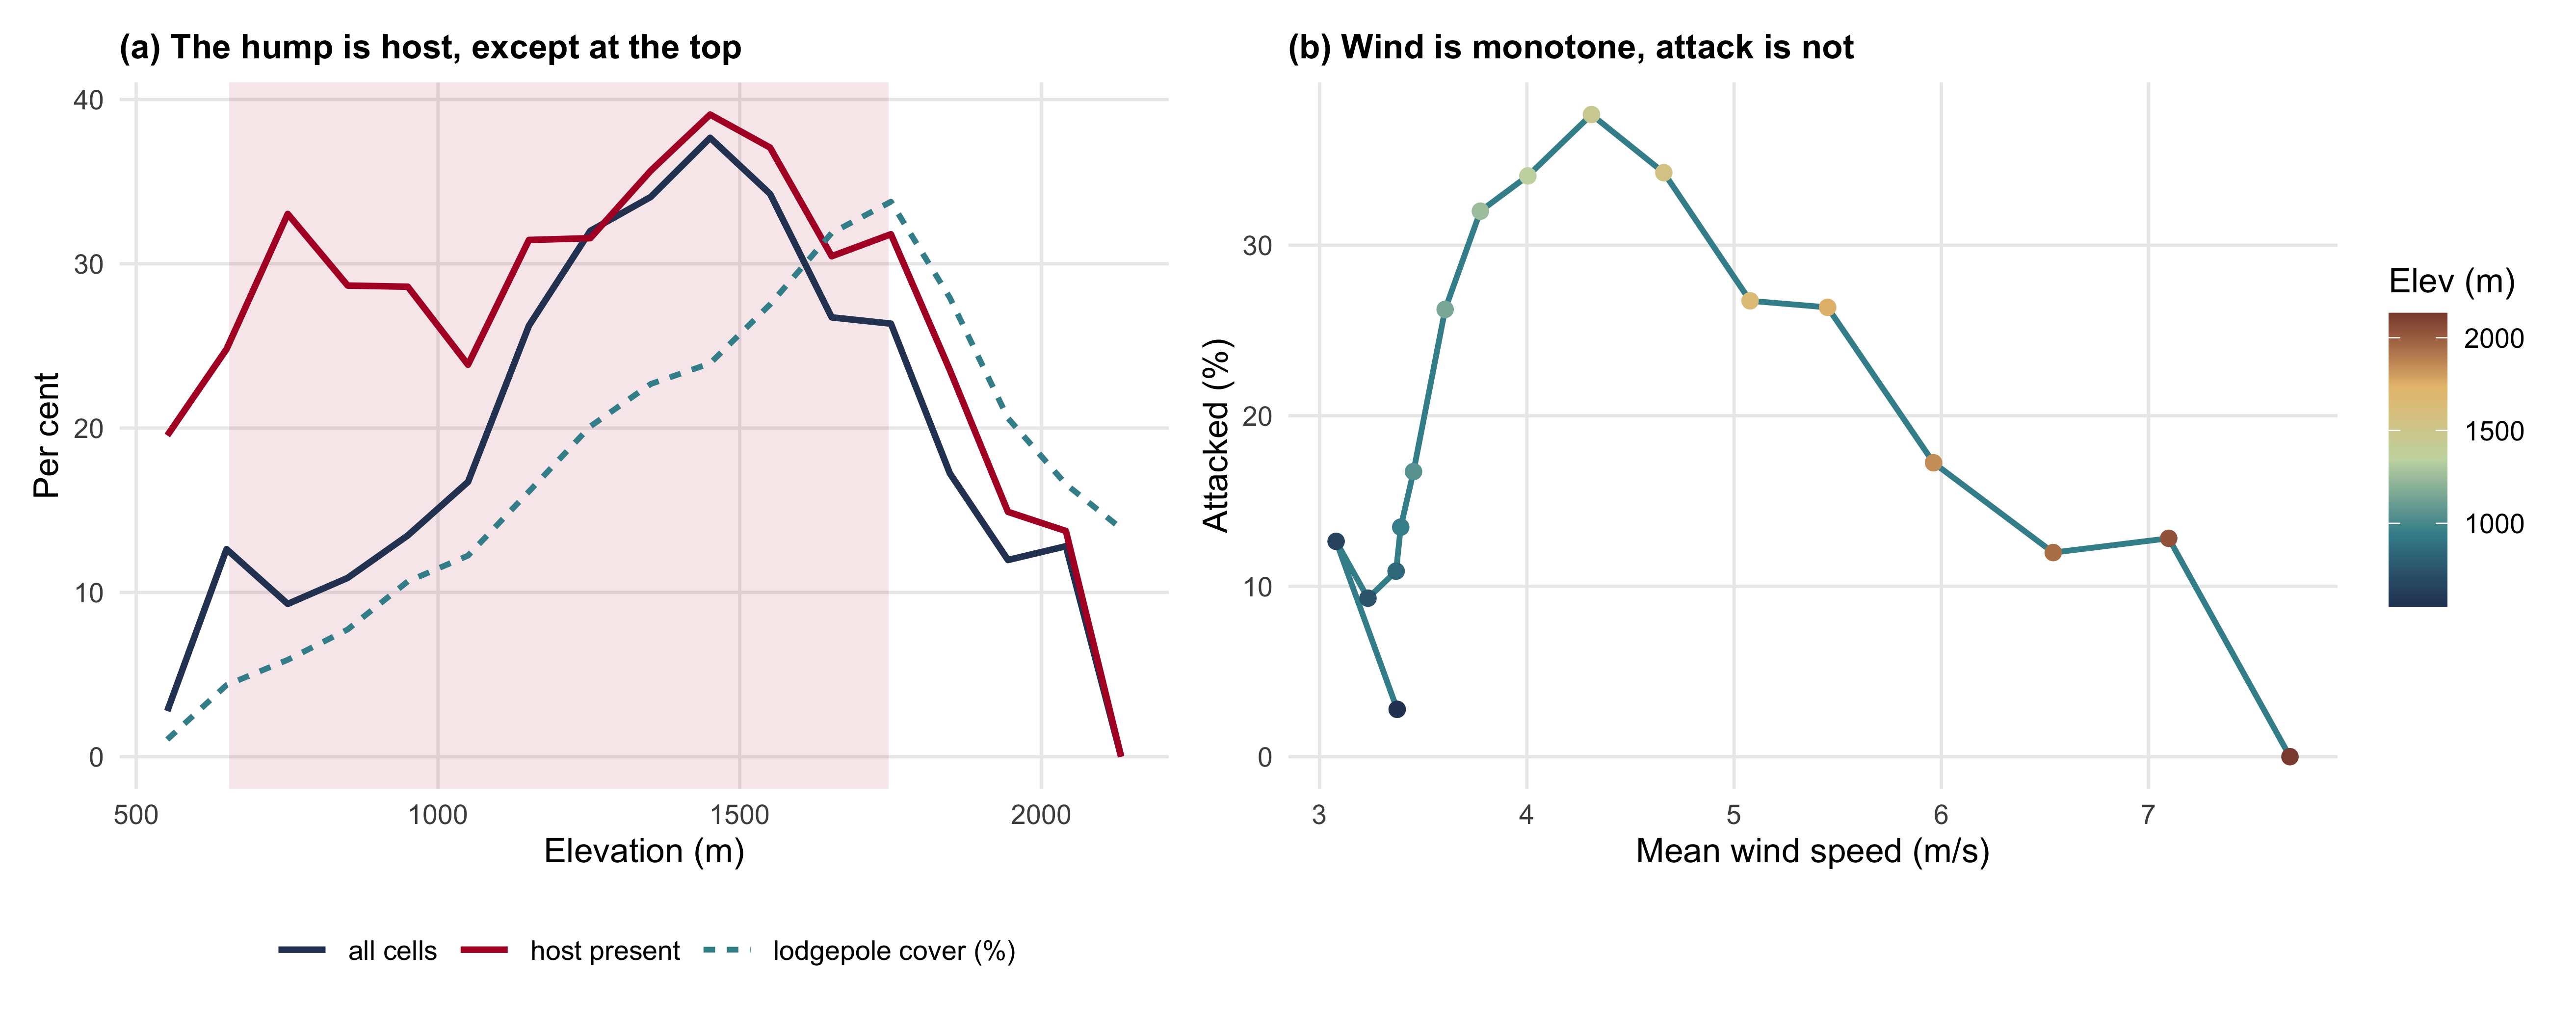 (a) The hump is host, except at the top
40
30
20
10
0
Per cent
500 1000 1500 2000
Elevation (m)
all cells host present lodgepole cover (%)
(b) Wind is monotone, attack is not
30
20
10
0
Attacked (%)
3 4 5 6 7
Mean wind speed (m/s)
Elev (m)
2000
1500
1000